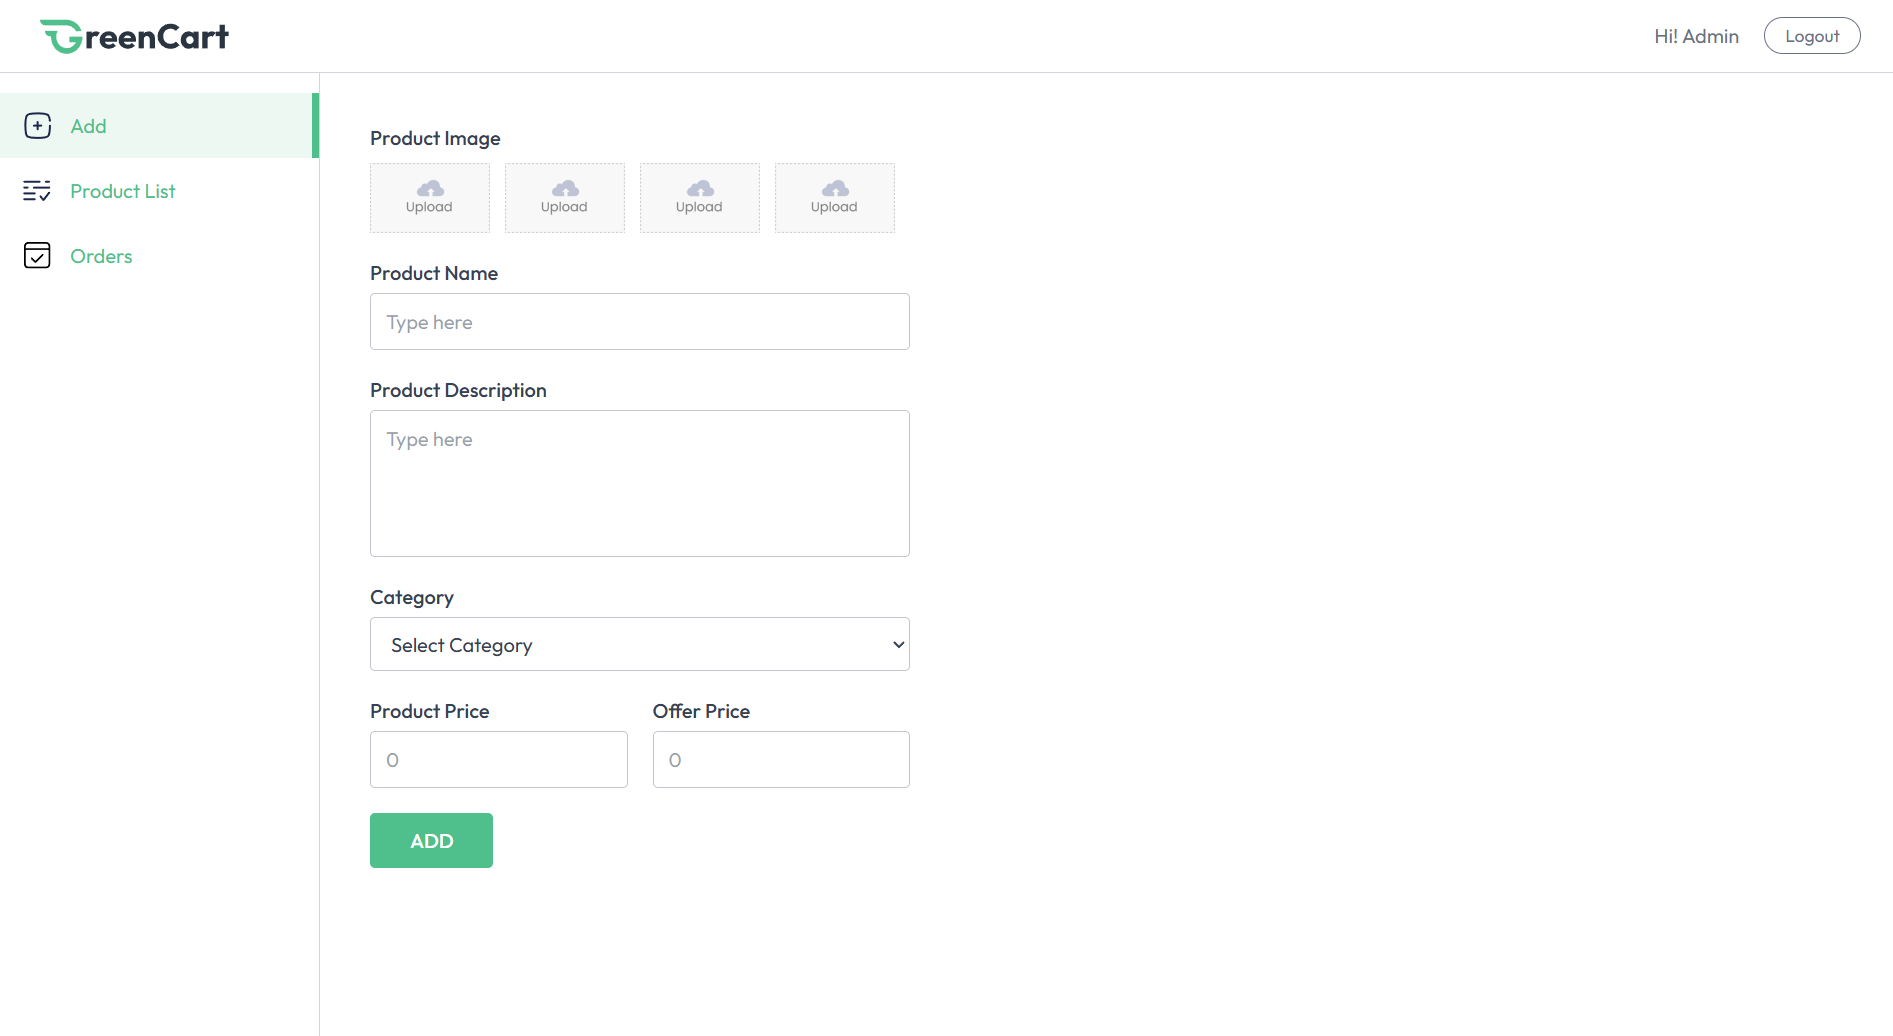 GreenCart
Hi! Admin
Logout
Add
Product List
Orders
Product Image
Upload
Upload
Upload
Upload
Product Name
Type here
Product Description
Type here
Category
Select Category
Product Price
Offer Price
0
0
ADD